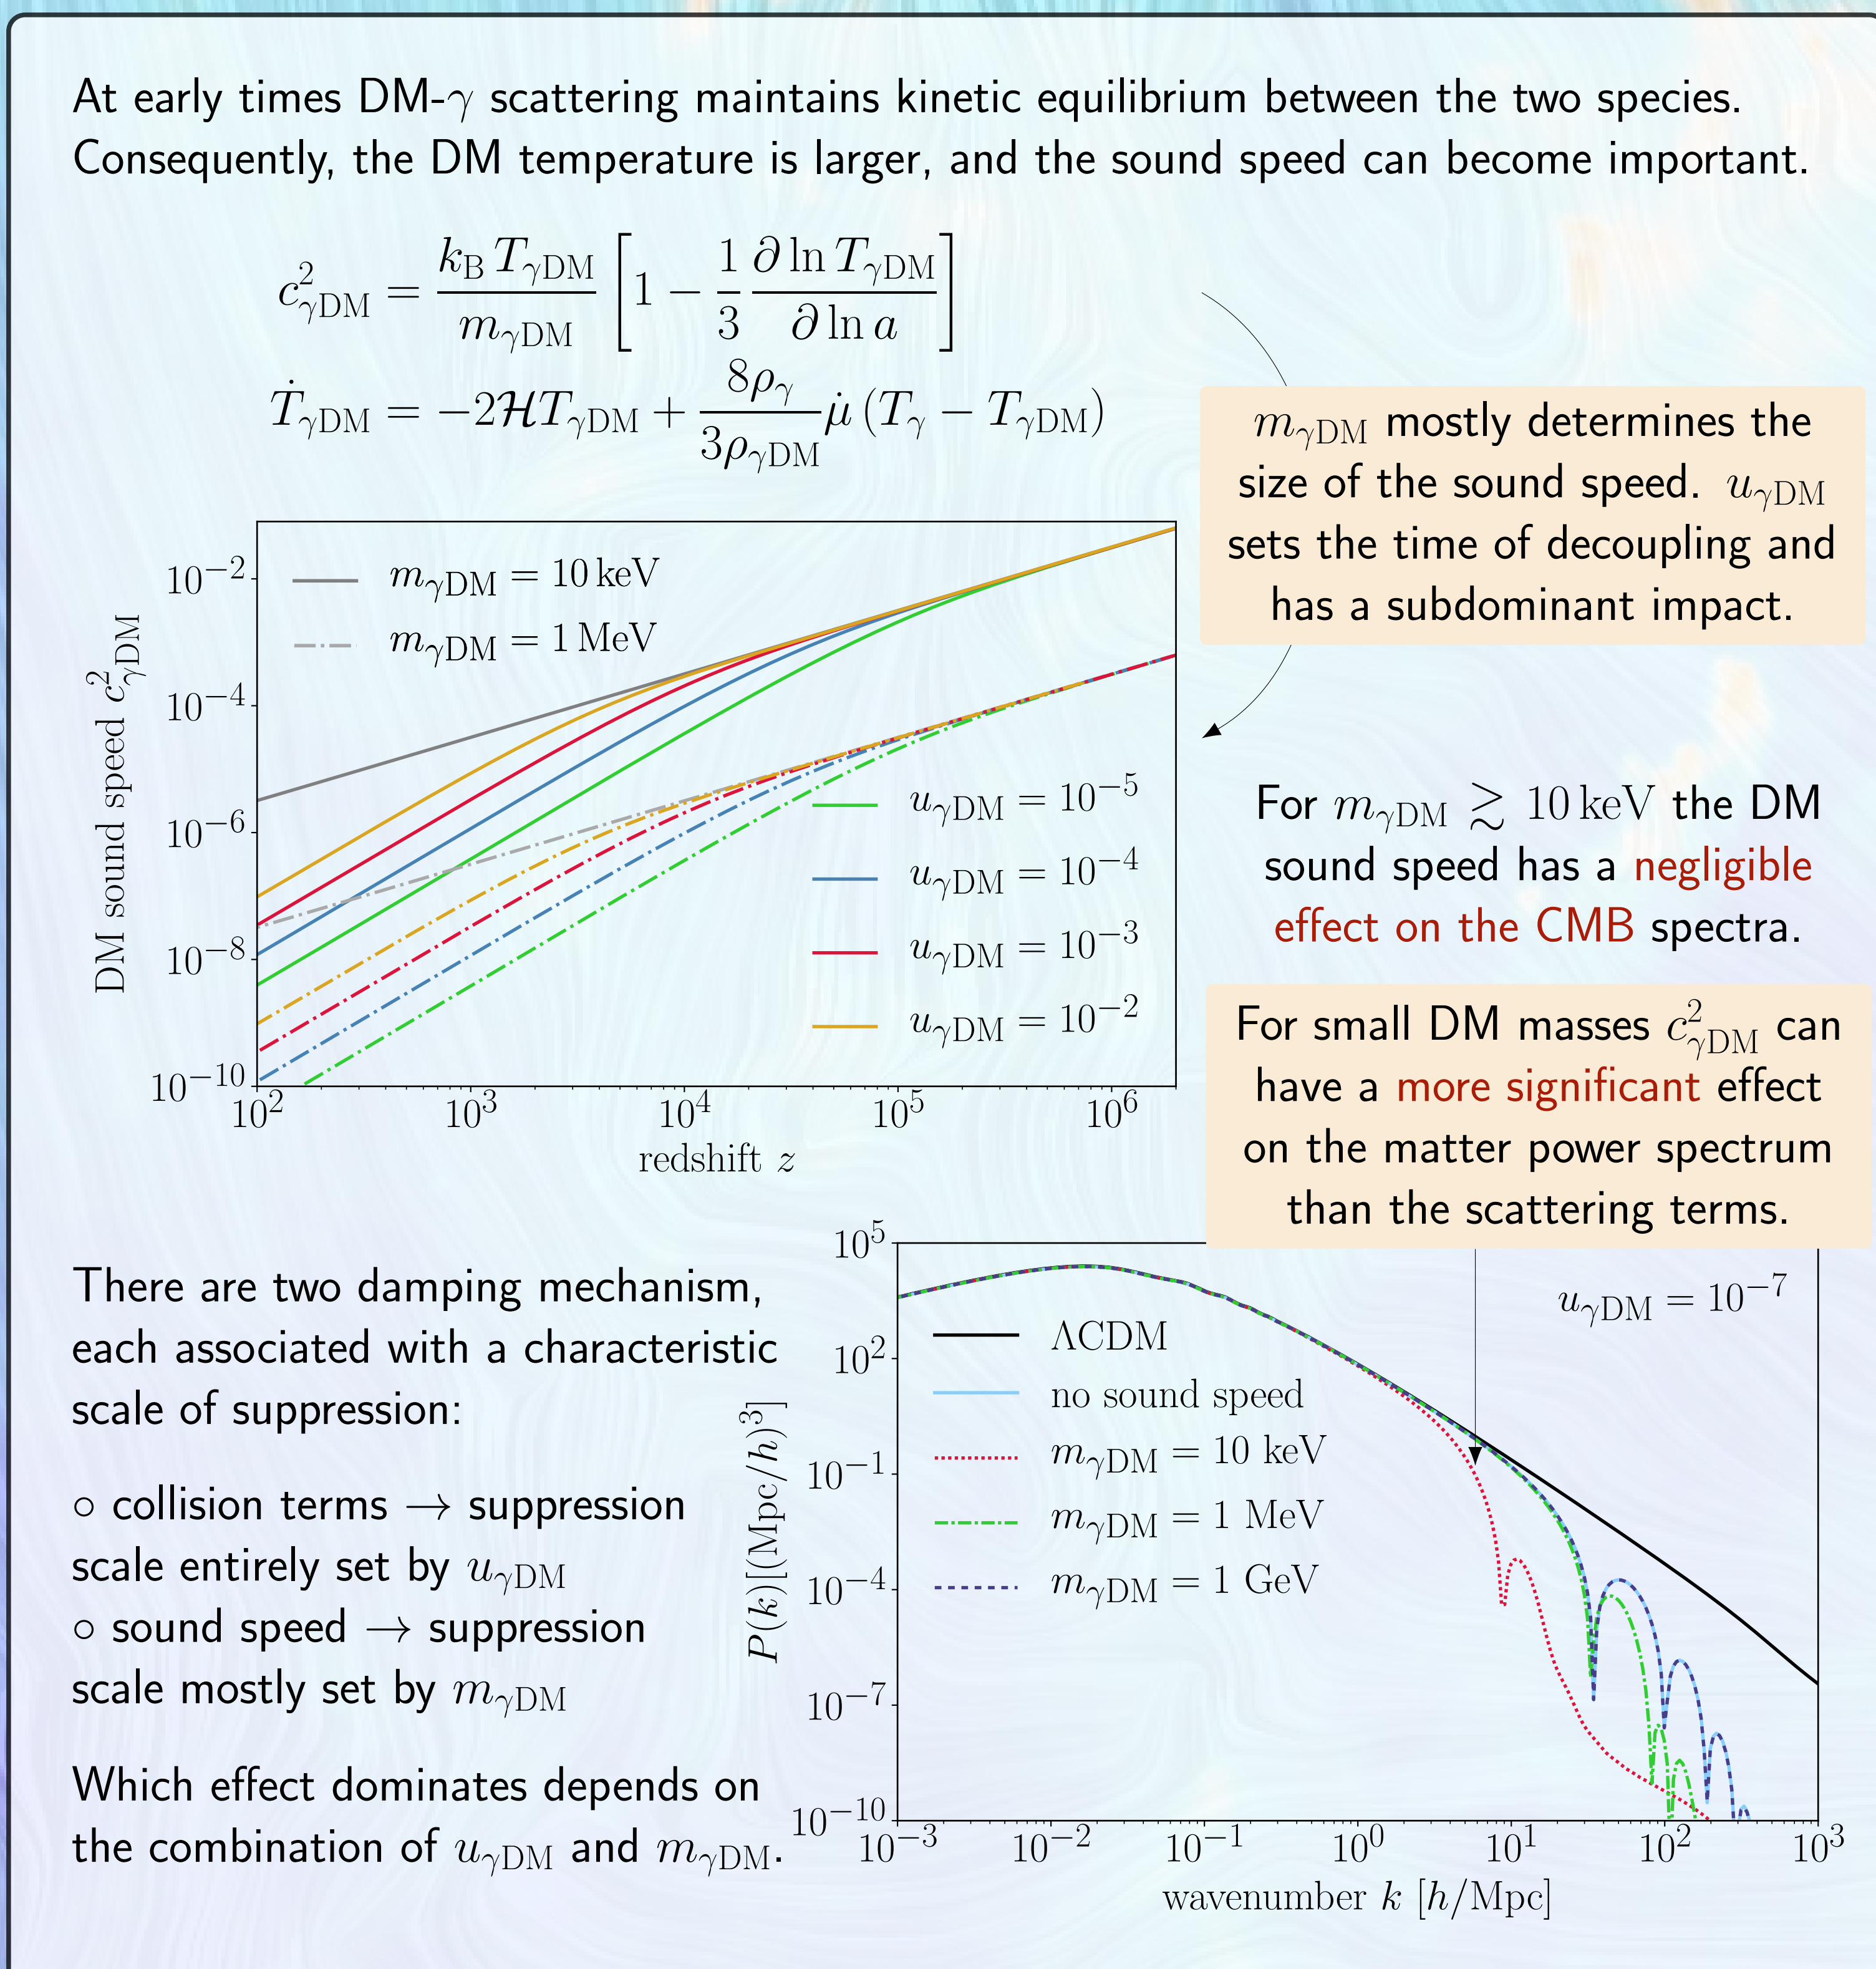 At early times DM-γ scattering maintains kinetic equilibrium between the two species.
Consequently, the DM temperature is larger, and the sound speed can become important.
c²_γDM = k_B T_γDM / m_γDM [1 − 1/3 ∂ ln T_γDM / ∂ ln a]
Ṫ_γDM = −2ℋT_γDM + 8ρ_γ / 3ρ_γDM μ̇ (T_γ − T_γDM)
m_γDM mostly determines the
size of the sound speed. u_γDM
sets the time of decoupling and
has a subdominant impact.
DM sound speed c²_γDM
10⁻²
10⁻⁴
10⁻⁶
10⁻⁸
10⁻¹⁰
m_γDM = 10 keV
m_γDM = 1 MeV
u_γDM = 10⁻⁵
u_γDM = 10⁻⁴
u_γDM = 10⁻³
u_γDM = 10⁻²
10² 10³ 10⁴ 10⁵ 10⁶
redshift z
For m_γDM ≳ 10 keV the DM
sound speed has a negligible
effect on the CMB spectra.
For small DM masses c²_γDM can
have a more significant effect
on the matter power spectrum
than the scattering terms.
There are two damping mechanism,
each associated with a characteristic
scale of suppression:
○ collision terms → suppression
scale entirely set by u_γDM
○ sound speed → suppression
scale mostly set by m_γDM
Which effect dominates depends on
the combination of u_γDM and m_γDM.
P(k)[(Mpc/h)³]
10⁵
10²
10⁻¹
10⁻⁴
10⁻⁷
10⁻¹⁰
u_γDM = 10⁻⁷
ΛCDM
no sound speed
m_γDM = 10 keV
m_γDM = 1 MeV
m_γDM = 1 GeV
10⁻³ 10⁻² 10⁻¹ 10⁰ 10¹ 10² 10³
wavenumber k [h/Mpc]